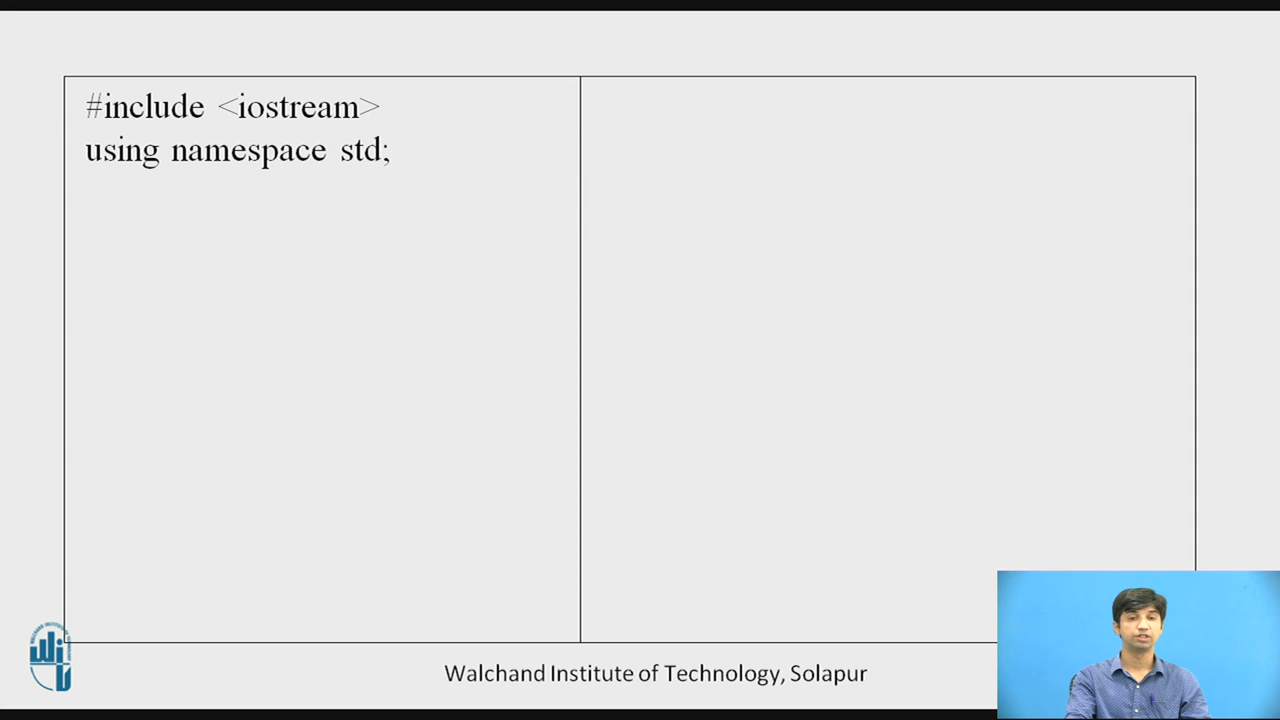 #include <iostream>
using namespace std;
Walchand Institute of Technology, Solapur